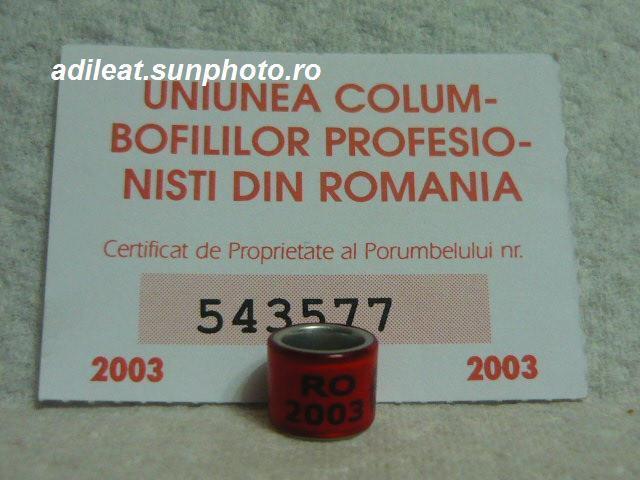 adileat.sunphoto.ro
UNIUNEA COLUM-
BOFILILOR PROFESIO-
NISTI DIN ROMANIA
Certificat de Proprietate al Porumbelului nr.
543577
2003
2003
RO
2003